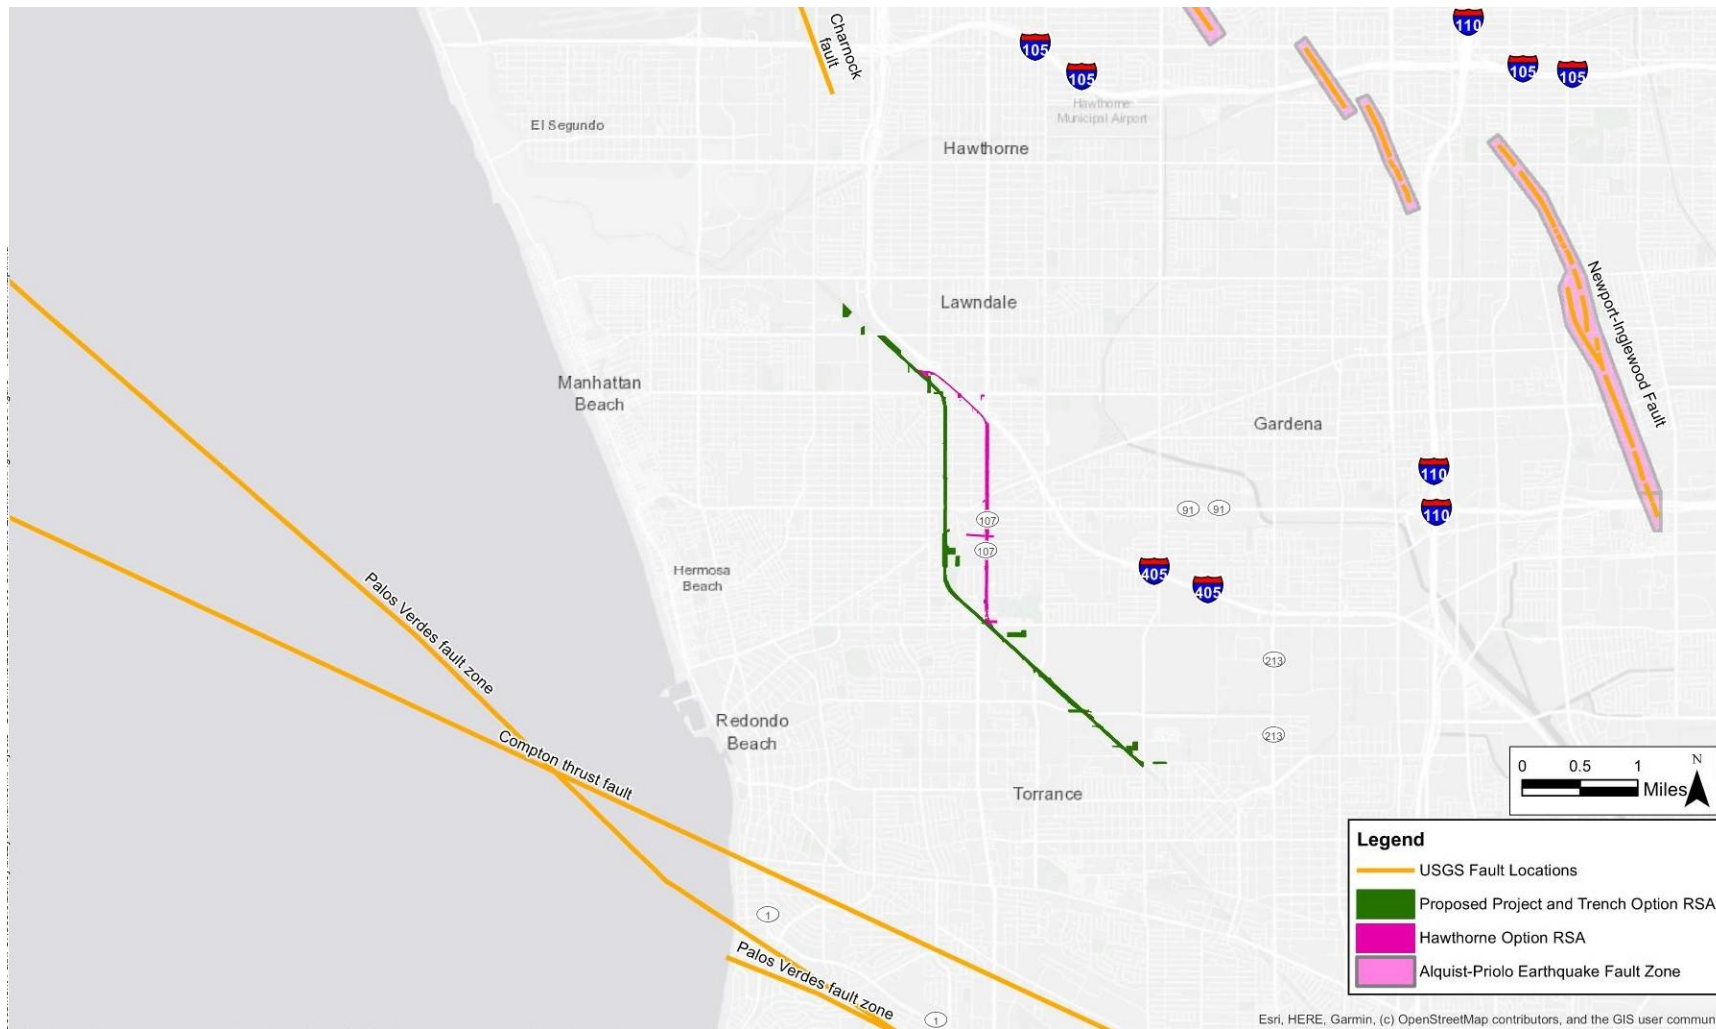 Charnock
fault
105
105
110
105
105
Hawthorne
Municipal Airport
El Segundo
Hawthorne
Newport-Inglewood Fault
Lawndale
Manhattan
Beach
Gardena
110
110
91
91
107
107
Hermosa
Beach
405
405
Palos Verdes fault zone
213
213
Redondo
Beach
Compton thrust fault
Torrance
0 0.5 1
Miles
N
Legend
USGS Fault Locations
Proposed Project and Trench Option RSA
Hawthorne Option RSA
Alquist-Priolo Earthquake Fault Zone
1
Palos Verdes fault zone
1
Esri, HERE, Garmin, (c) OpenStreetMap contributors, and the GIS user commun